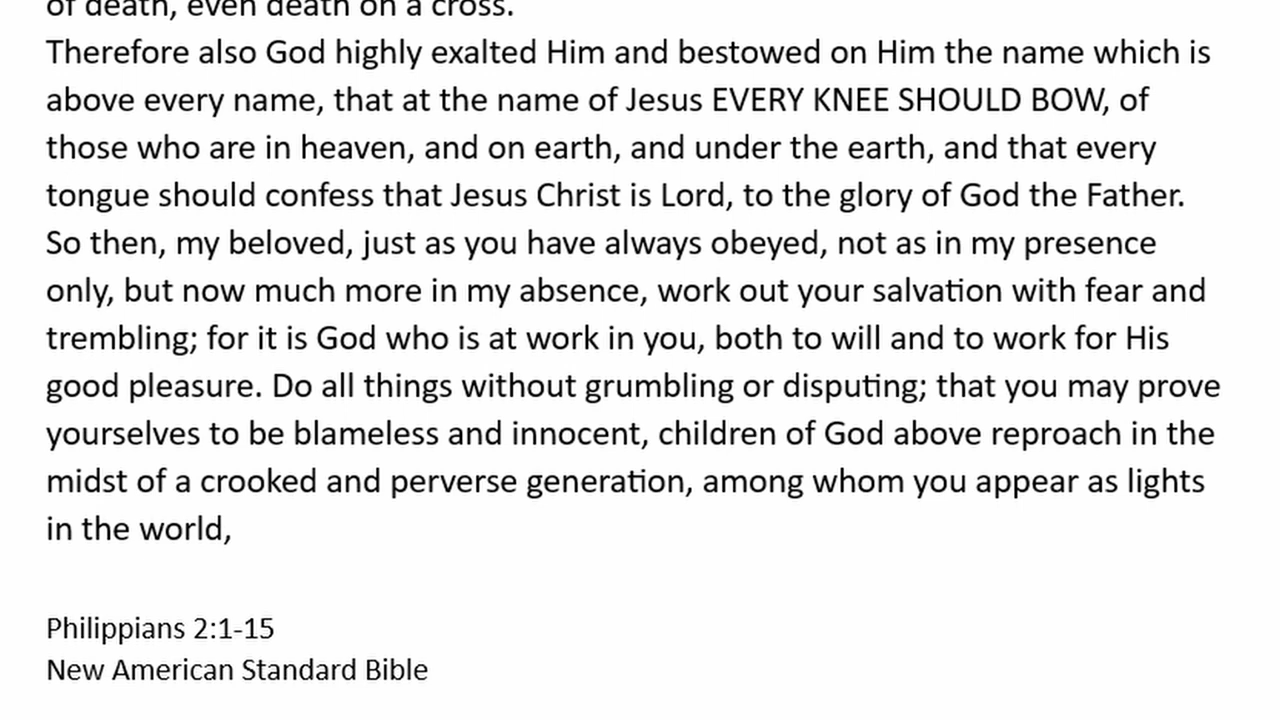 of death, even death on a cross.
Therefore also God highly exalted Him and bestowed on Him the name which is
above every name, that at the name of Jesus EVERY KNEE SHOULD BOW, of
those who are in heaven, and on earth, and under the earth, and that every
tongue should confess that Jesus Christ is Lord, to the glory of God the Father.
So then, my beloved, just as you have always obeyed, not as in my presence
only, but now much more in my absence, work out your salvation with fear and
trembling; for it is God who is at work in you, both to will and to work for His
good pleasure. Do all things without grumbling or disputing; that you may prove
yourselves to be blameless and innocent, children of God above reproach in the
midst of a crooked and perverse generation, among whom you appear as lights
in the world,
Philippians 2:1-15
New American Standard Bible